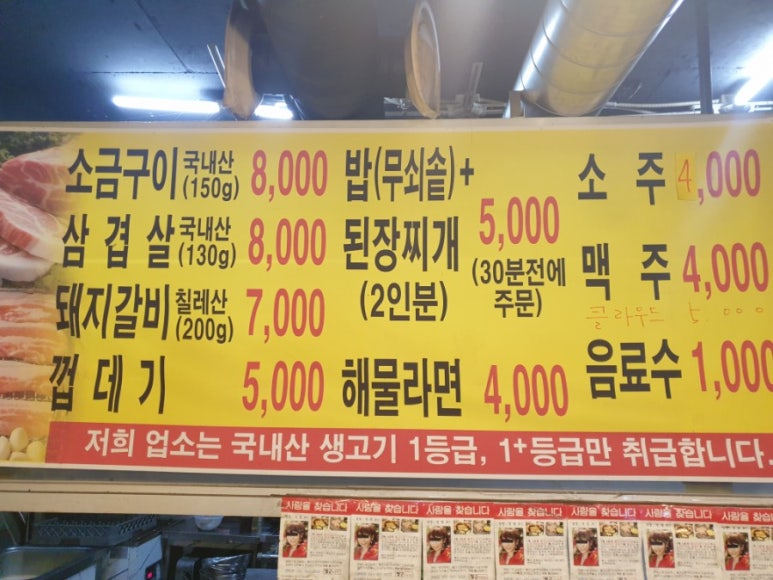 소금구이 국내산 (150g) 8,000
삼겹살 국내산 (130g) 8,000
돼지갈비 칠레산 (200g) 7,000
껍데기 5,000
밥(무쇠솥)+
된장찌개 5,000
(2인분) (30분전에 주문)
해물라면 4,000
소주 4,000
맥주 4,000
클라우드 5.000
음료수 1,000
저희 업소는 국내산 생고기 1등급, 1+등급만 취급합니다.
사람을 찾습니다 사람을 찾습니다 사람을 찾습니다 사람을 찾습니다 사람을 찾습니다 사람을 찾습니다 사람을 찾습니다